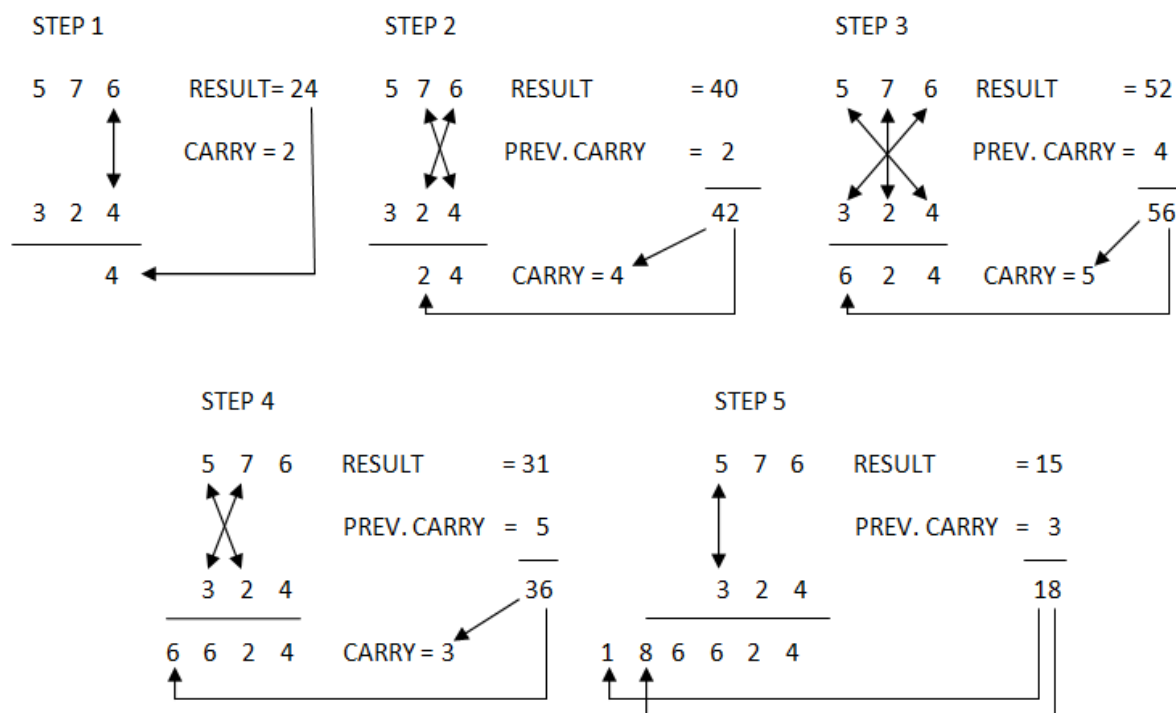 STEP 1
5 7 6 RESULT= 24
CARRY = 2
3 2 4
4
STEP 2
5 7 6 RESULT = 40
PREV. CARRY = 2
3 2 4 42
2 4 CARRY = 4
STEP 3
5 7 6 RESULT = 52
PREV. CARRY = 4
3 2 4 56
6 2 4 CARRY = 5
STEP 4
5 7 6 RESULT = 31
PREV. CARRY = 5
3 2 4 36
6 6 2 4 CARRY = 3
STEP 5
5 7 6 RESULT = 15
PREV. CARRY = 3
3 2 4 18
1 8 6 6 2 4